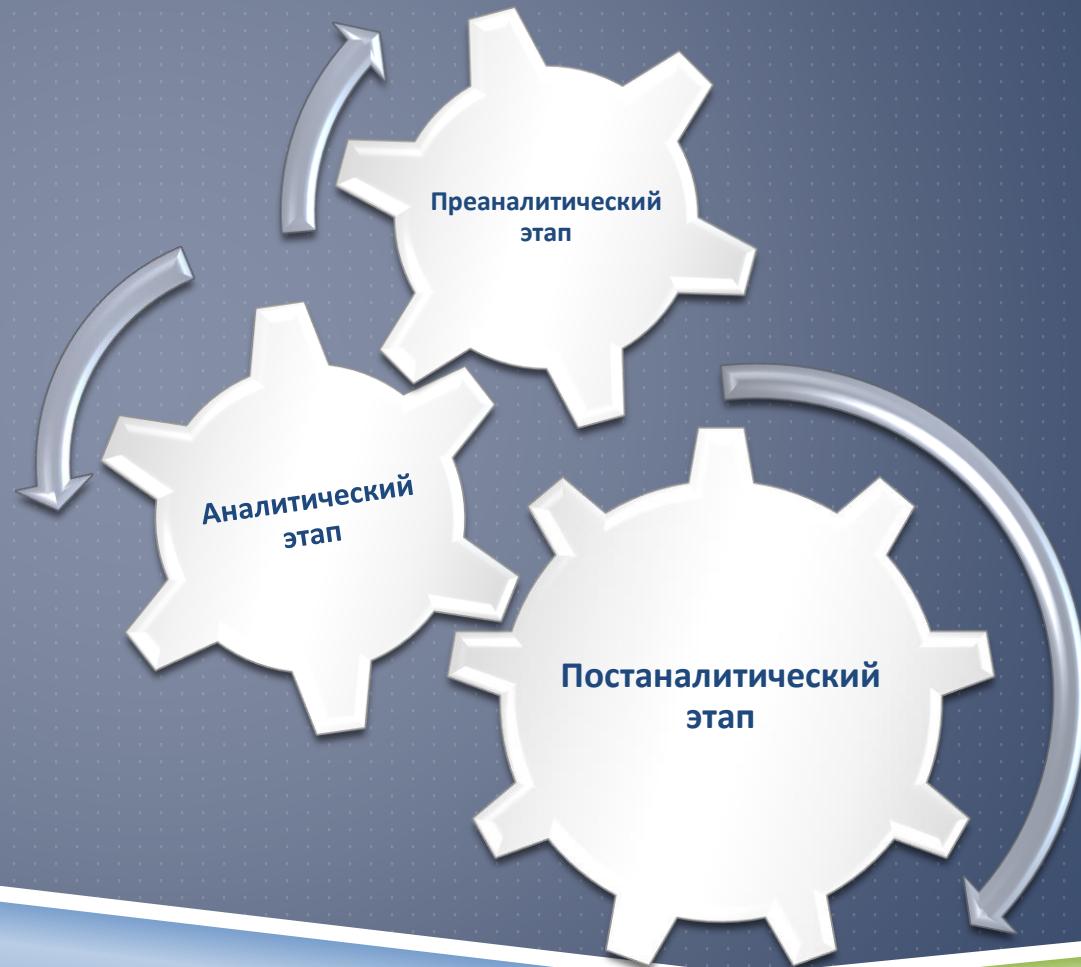 Преаналитический
этап
Аналитический
этап
Постаналитический
этап